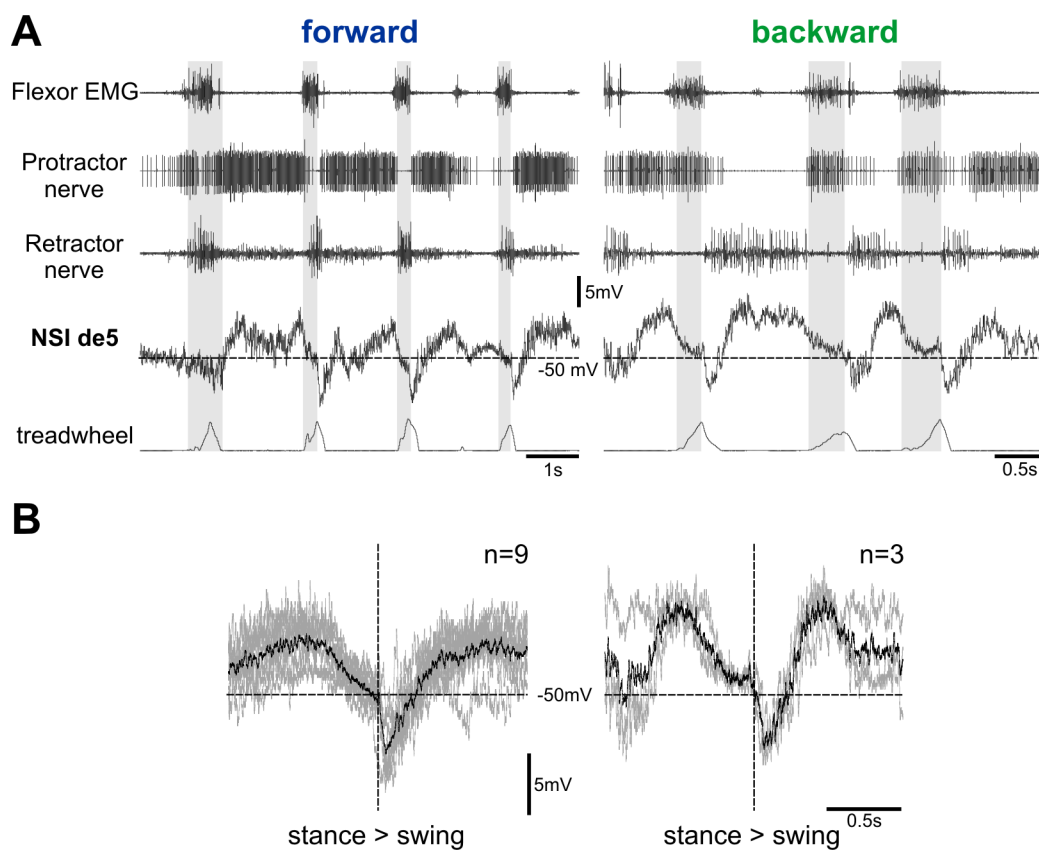 A
forward
backward
Flexor EMG
Protractor
nerve
Retractor
nerve
5mV
NSI de5
-50 mV
treadwheel
1s
0.5s
B
n=9
n=3
-50mV
5mV
0.5s
stance > swing
stance > swing